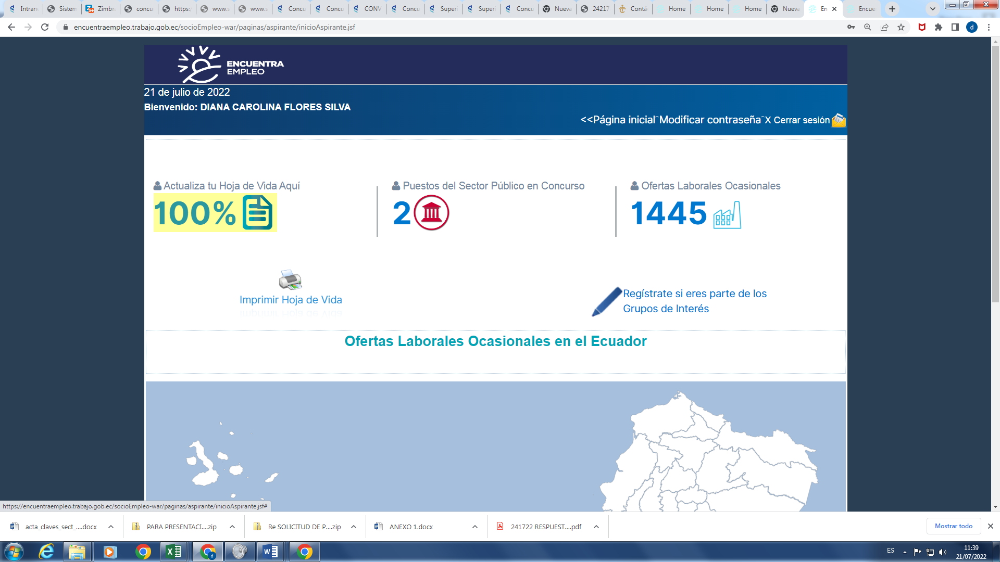 Intrane
Sistem
Zimbra
concu
https:/
www.s
www.s
Concu
Concu
CONV
Concu
Super
Super
Concu
Nueva
24217
Contá
Home
Home
Home
Nueva
En
Encue
encuentraempleo.trabajo.gob.ec/socioEmpleo-war/paginas/aspirante/inicioAspirante.jsf
d
ENCUENTRA
EMPLEO
21 de julio de 2022
Bienvenido: DIANA CAROLINA FLORES SILVA
<<Página inicial Modificar contraseña X Cerrar sesión
Actualiza tu Hoja de Vida Aquí
100%
Puestos del Sector Público en Concurso
2
Ofertas Laborales Ocasionales
1445
Imprimir Hoja de Vida
Regístrate si eres parte de los
Grupos de Interés
Ofertas Laborales Ocasionales en el Ecuador
https://encuentraempleo.trabajo.gob.ec/socioEmpleo-war/paginas/aspirante/inicioAspirante.jsf#
acta_claves_sect_....docx
PARA PRESENTACI....zip
Re SOLICITUD DE P....zip
ANEXO 1.docx
241722 RESPUEST....pdf
Mostrar todo
ES
11:39
21/07/2022